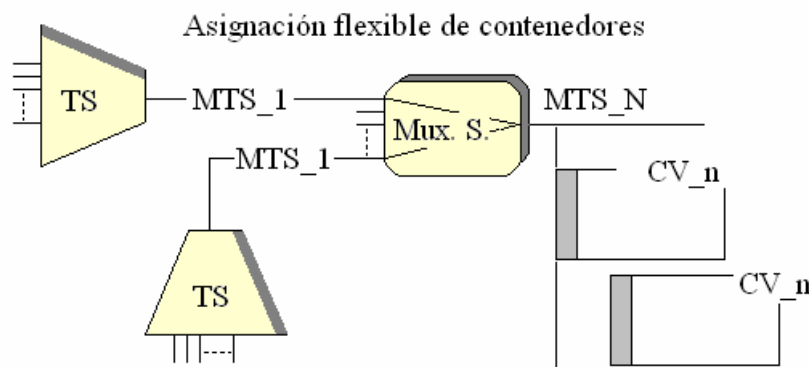 Asignación flexible de contenedores
TS
MTS_1
Mux. S.
MTS_N
MTS_1
CV_n
TS
CV_n